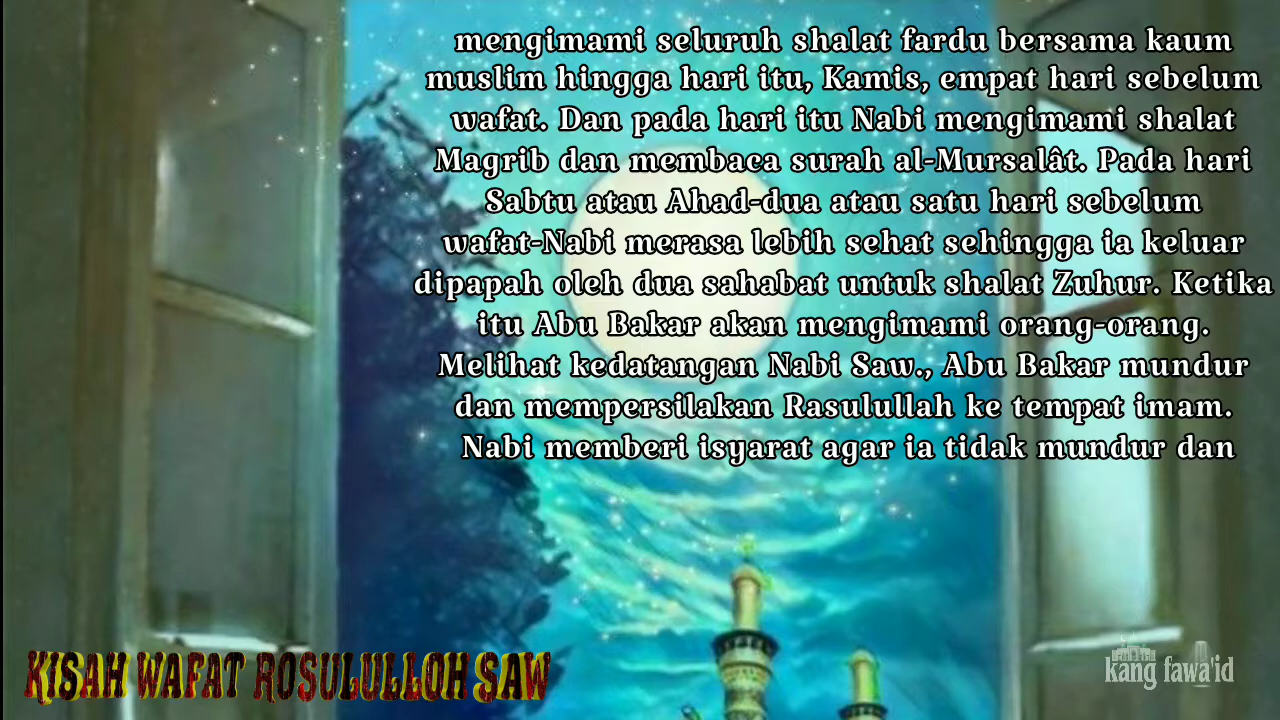 mengimami seluruh shalat fardu bersama kaum
muslim hingga hari itu, Kamis, empat hari sebelum
wafat. Dan pada hari itu Nabi mengimami shalat
Magrib dan membaca surah al-Mursalât. Pada hari
Sabtu atau Ahad-dua atau satu hari sebelum
wafat-Nabi merasa lebih sehat sehingga ia keluar
dipapah oleh dua sahabat untuk shalat Zuhur. Ketika
itu Abu Bakar akan mengimami orang-orang.
Melihat kedatangan Nabi Saw., Abu Bakar mundur
dan mempersilakan Rasulullah ke tempat imam.
Nabi memberi isyarat agar ia tidak mundur dan
KISAH WAFAT ROSULULLOH SAW
kang fawa'id